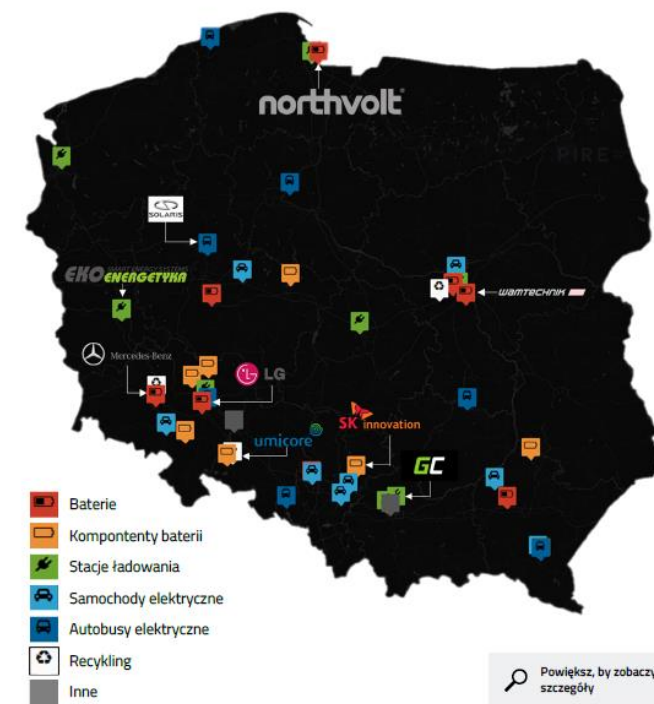 northvolt
PIRE
SOLARIS
EKOENERGETYKA
WAMTECHNIK
Mercedes-Benz
LG
SK innovation
umicore
GC
Baterie
Kompontenty baterii
Stacje ładowania
Samochody elektryczne
Autobusy elektryczne
Recykling
Inne
Powiększ, by zobaczy
szczegóły